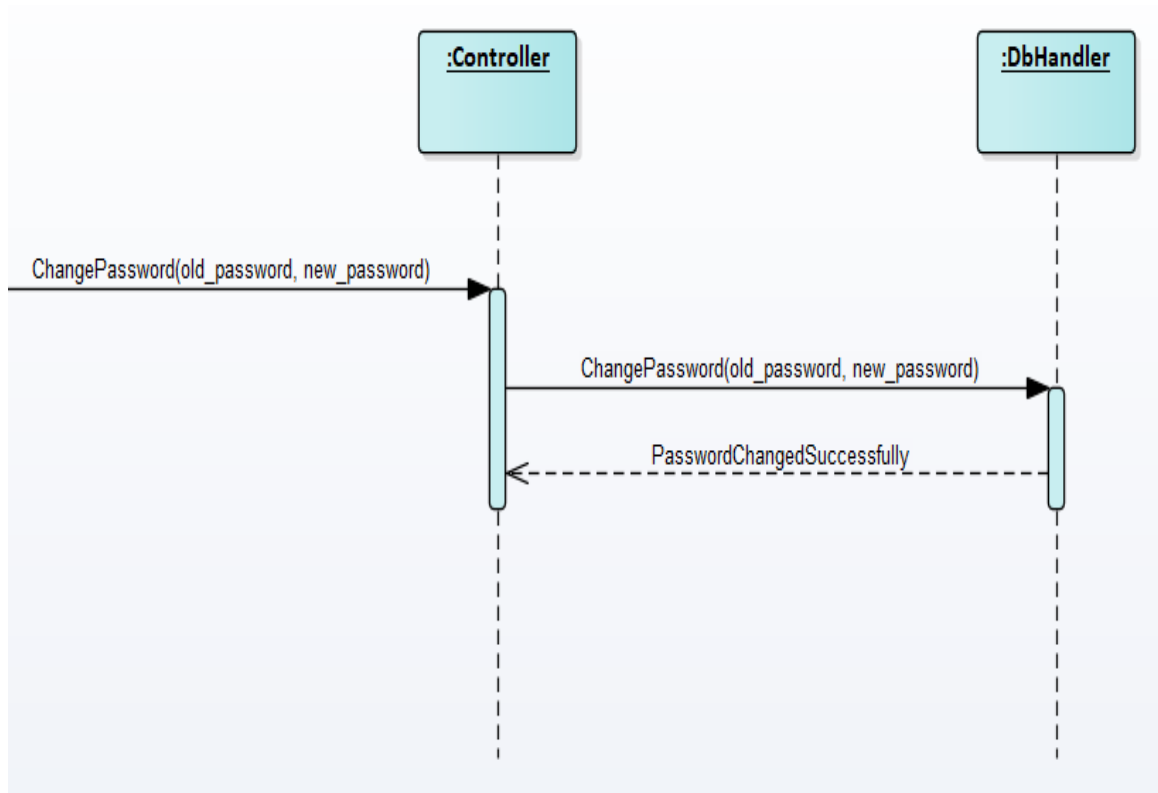 :Controller
:DbHandler
ChangePassword(old_password, new_password)
ChangePassword(old_password, new_password)
PasswordChangedSuccessfully